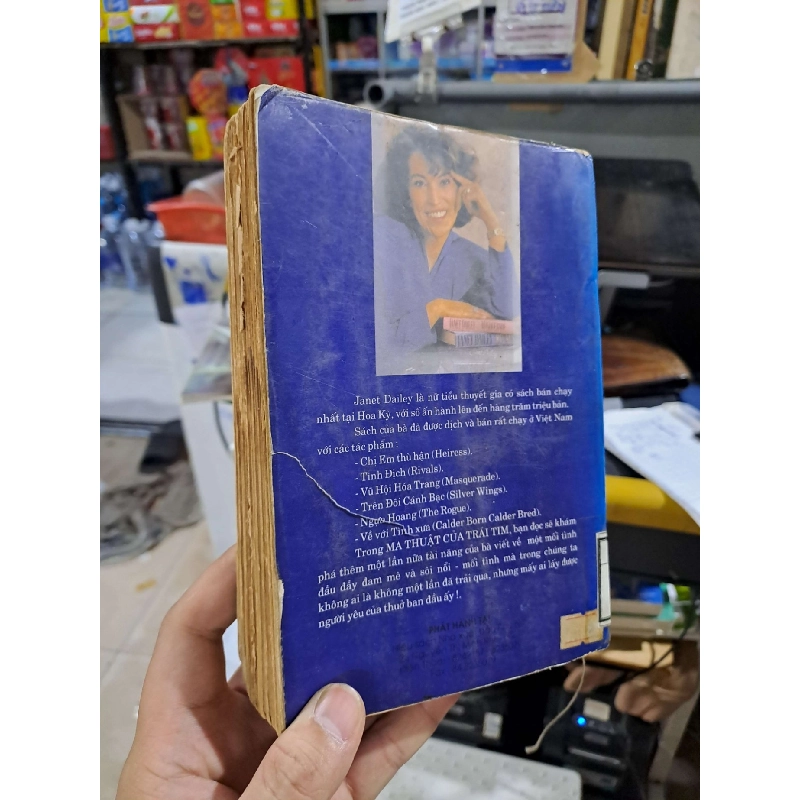 Janet Dailey là nữ tiểu thuyết gia có sách bán chạy
nhất tại Hoa Kỳ, với số ấn hành lên đến hàng trăm triệu bản.
Sách của bà đã được dịch và bán rất chạy ở Việt Nam
với các tác phẩm :
- Chị Em thù hận (Heiress).
- Tình Địch (Rivals).
- Vũ Hội Hóa Trang (Masquerade).
- Trên Đôi Cánh Bạc (Silver Wings).
- Ngựa Hoang (The Rogue).
- Về với Tình xưa (Calder Born Calder Bred).
Trong MA THUẬT CỦA TRÁI TIM, bạn đọc sẽ khám
phá thêm một lần nữa tài năng của bà viết về một mối tình
đầu đầy đam mê và sôi nổi - mối tình mà trong chúng ta
không ai là không một lần đã trải qua, nhưng mấy ai lấy được
người yêu của thuở ban đầu ấy !.
PHÁT HÀNH TẠI